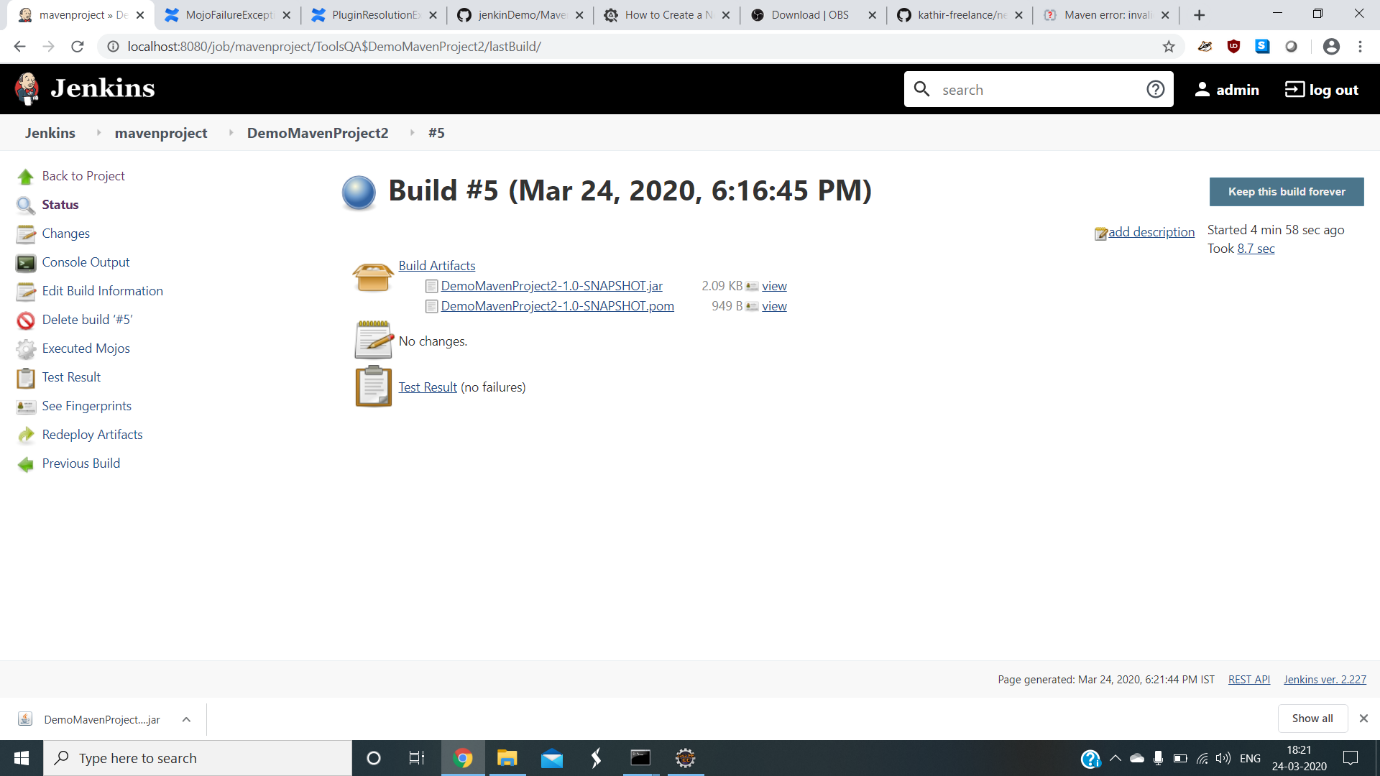 mavenproject » De
MojoFailureExcept
PluginResolutionEx
jenkinDemo/Maven
How to Create a N
Download | OBS
kathir-freelance/ne
Maven error: invali
localhost:8080/job/mavenproject/ToolsQA$DemoMavenProject2/lastBuild/
Jenkins
search
admin
log out
Jenkins
mavenproject
DemoMavenProject2
#5
Back to Project
Status
Changes
Console Output
Edit Build Information
Delete build ‘#5’
Executed Mojos
Test Result
See Fingerprints
Redeploy Artifacts
Previous Build
Build #5 (Mar 24, 2020, 6:16:45 PM)
Keep this build forever
add description
Started 4 min 58 sec ago
Took 8.7 sec
Build Artifacts
DemoMavenProject2-1.0-SNAPSHOT.jar 2.09 KB view
DemoMavenProject2-1.0-SNAPSHOT.pom 949 B view
No changes.
Test Result (no failures)
Page generated: Mar 24, 2020, 6:21:44 PM IST REST API Jenkins ver. 2.227
DemoMavenProject....jar
Show all
Type here to search
ENG
18:21
24-03-2020